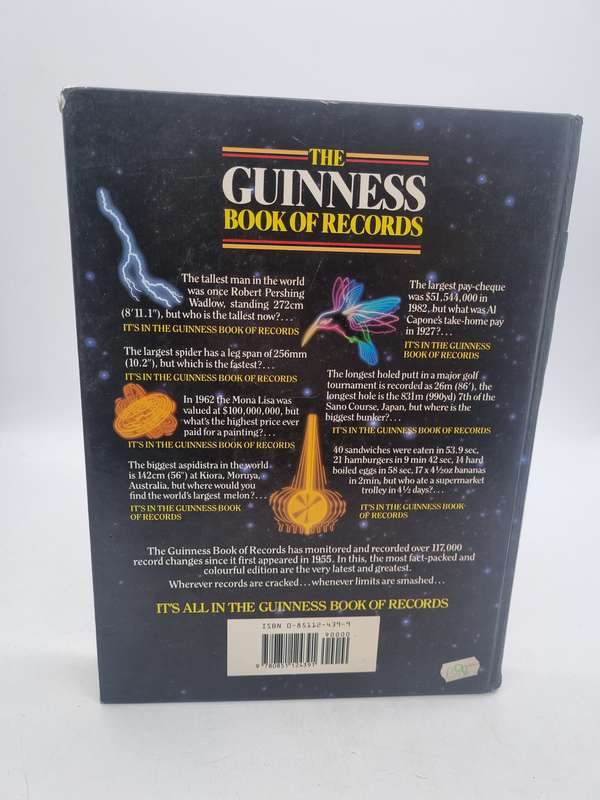 THE
GUINNESS
BOOK OF RECORDS
The tallest man in the world
was once Robert Pershing
Wadlow, standing 272cm
(8'11.1"), but who is the tallest now?...
IT'S IN THE GUINNESS BOOK OF RECORDS
The largest pay-cheque
was $51,544,000 in
1982, but what was Al
Capone's take-home pay
in 1927?...
IT'S IN THE GUINNESS
BOOK OF RECORDS
The largest spider has a leg span of 256mm
(10.2"), but which is the fastest?...
IT'S IN THE GUINNESS BOOK OF RECORDS
The longest holed putt in a major golf
tournament is recorded as 26m (86'), the
longest hole is the 831m (990yd) 7th of the
Sano Course, Japan, but where is the
biggest bunker?...
IT'S IN THE GUINNESS BOOK OF RECORDS
In 1962 the Mona Lisa was
valued at $100,000,000, but
what's the highest price ever
paid for a painting?...
IT'S IN THE GUINNESS BOOK OF RECORDS
40 sandwiches were eaten in 53.9 sec,
21 hamburgers in 9 min 42 sec, 14 hard
boiled eggs in 58 sec, 17 x 4½oz bananas
in 2min, but who ate a supermarket
trolley in 4½ days?...
IT'S IN THE GUINNESS BOOK
OF RECORDS
The biggest aspidistra in the world
is 142cm (56") at Kiora, Moruya,
Australia, but where would you
find the world's largest melon?...
IT'S IN THE GUINNESS BOOK
OF RECORDS
The Guinness Book of Records has monitored and recorded over 117,000
record changes since it first appeared in 1955. In this, the most fact-packed and
colourful edition are the very latest and greatest.
Wherever records are cracked...whenever limits are smashed...
IT'S ALL IN THE GUINNESS BOOK OF RECORDS
ISBN 0-85112-439-9
90000
9 780851 124391